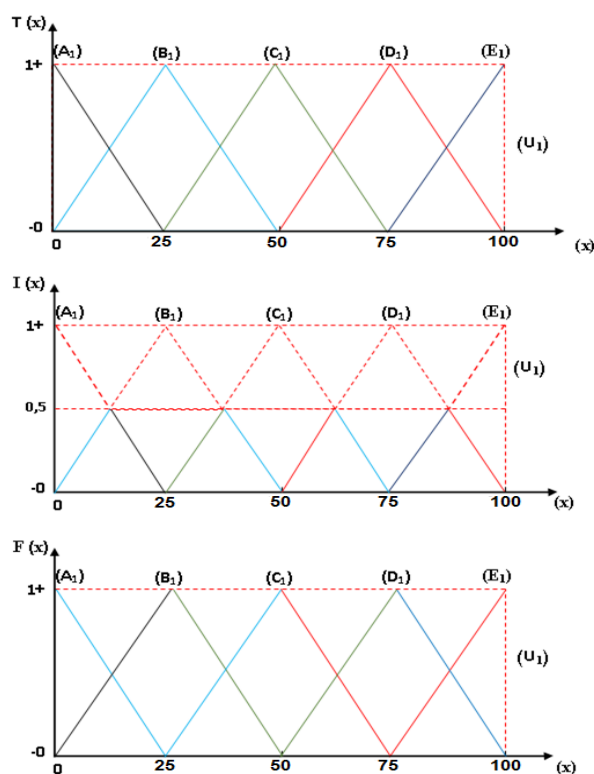 T (x)
(A₁) (B₁) (C₁) (D₁) (E₁)
1+
(U₁)
-0
0 25 50 75 100 (x)
I (x)
(A₁) (B₁) (C₁) (D₁) (E₁)
1+
(U₁)
0,5
-0
0 25 50 75 100 (x)
F (x)
(A₁) (B₁) (C₁) (D₁) (E₁)
1+
(U₁)
-0
0 25 50 75 100 (x)